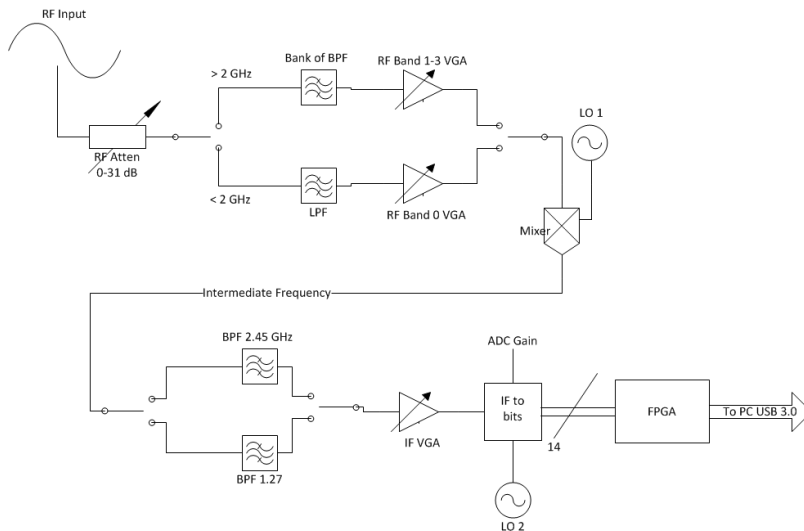 RF Input
Bank of BPF
RF Band 1-3 VGA
> 2 GHz
LO 1
RF Atten
0-31 dB
< 2 GHz
LPF
RF Band 0 VGA
Mixer
Intermediate Frequency
BPF 2.45 GHz
ADC Gain
IF to
bits
FPGA
To PC USB 3.0
IF VGA
14
BPF 1.27
LO 2